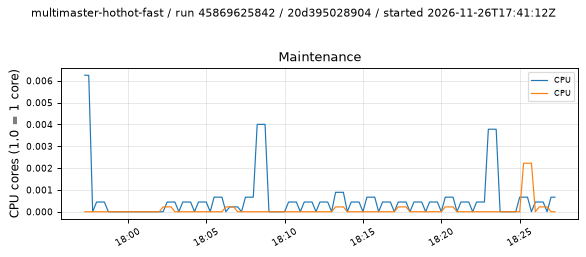 multimaster-hothot-fast / run 45869625842 / 20d395028904 / started 2026-11-26T17:41:12Z
Maintenance
CPU cores (1.0 = 1 core)
0.006
0.005
0.004
0.003
0.002
0.001
0.000
CPU
CPU
18:00
18:05
18:10
18:15
18:20
18:25